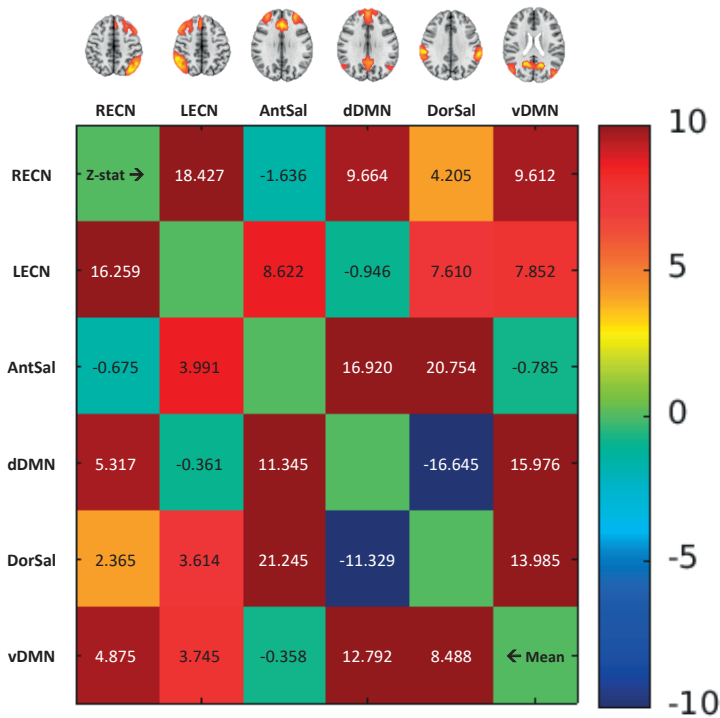 RECN LECN AntSal dDMN DorSal vDMN
10
RECN Z-stat → 18.427 -1.636 9.664 4.205 9.612
LECN 16.259 8.622 -0.946 7.610 7.852
5
AntSal -0.675 3.991 16.920 20.754 -0.785
0
dDMN 5.317 -0.361 11.345 -16.645 15.976
-5
DorSal 2.365 3.614 21.245 -11.329 13.985
vDMN 4.875 3.745 -0.358 12.792 8.488 ← Mean
-10